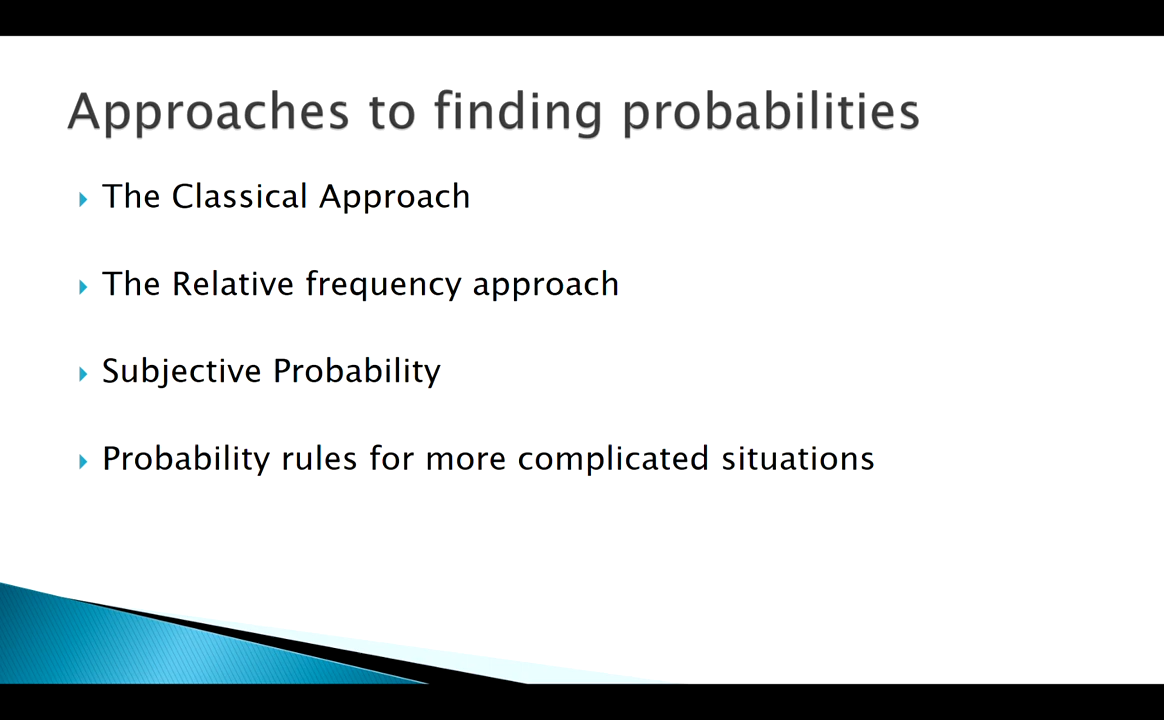 Approaches to finding probabilities
The Classical Approach
The Relative frequency approach
Subjective Probability
Probability rules for more complicated situations